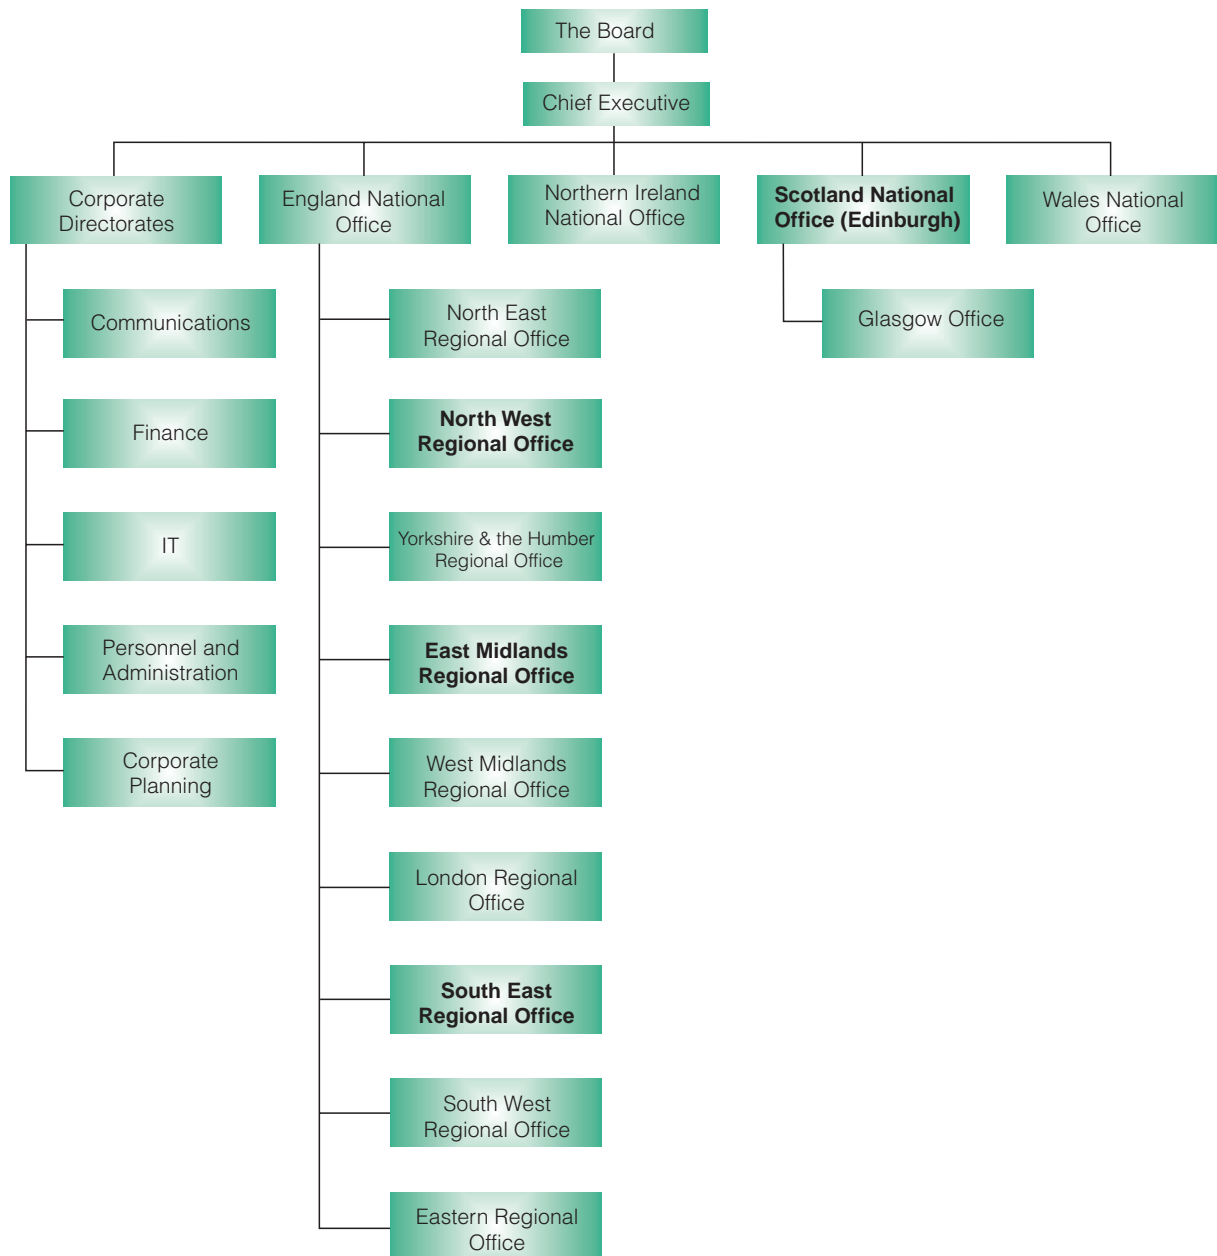 The Board
Chief Executive
Corporate
Directorates
England National
Office
Northern Ireland
National Office
Scotland National
Office (Edinburgh)
Wales National
Office
Communications
Finance
IT
Personnel and
Administration
Corporate
Planning
North East
Regional Office
North West
Regional Office
Yorkshire & the Humber
Regional Office
East Midlands
Regional Office
West Midlands
Regional Office
London Regional
Office
South East
Regional Office
South West
Regional Office
Eastern Regional
Office
Glasgow Office